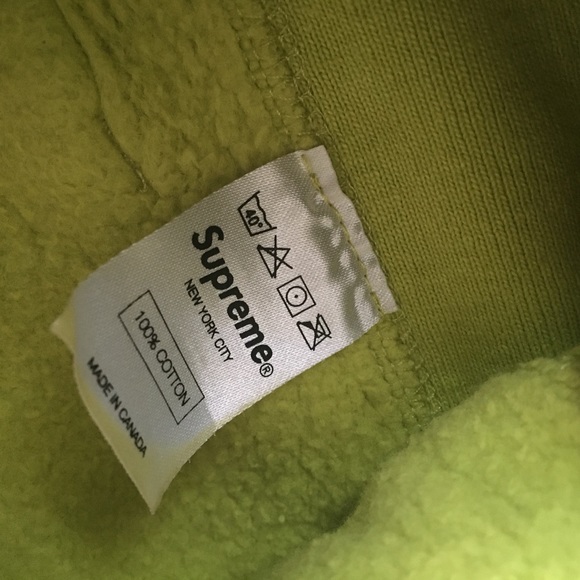 40°
Supreme®
NEW YORK CITY
100% COTTON
MADE IN CANADA